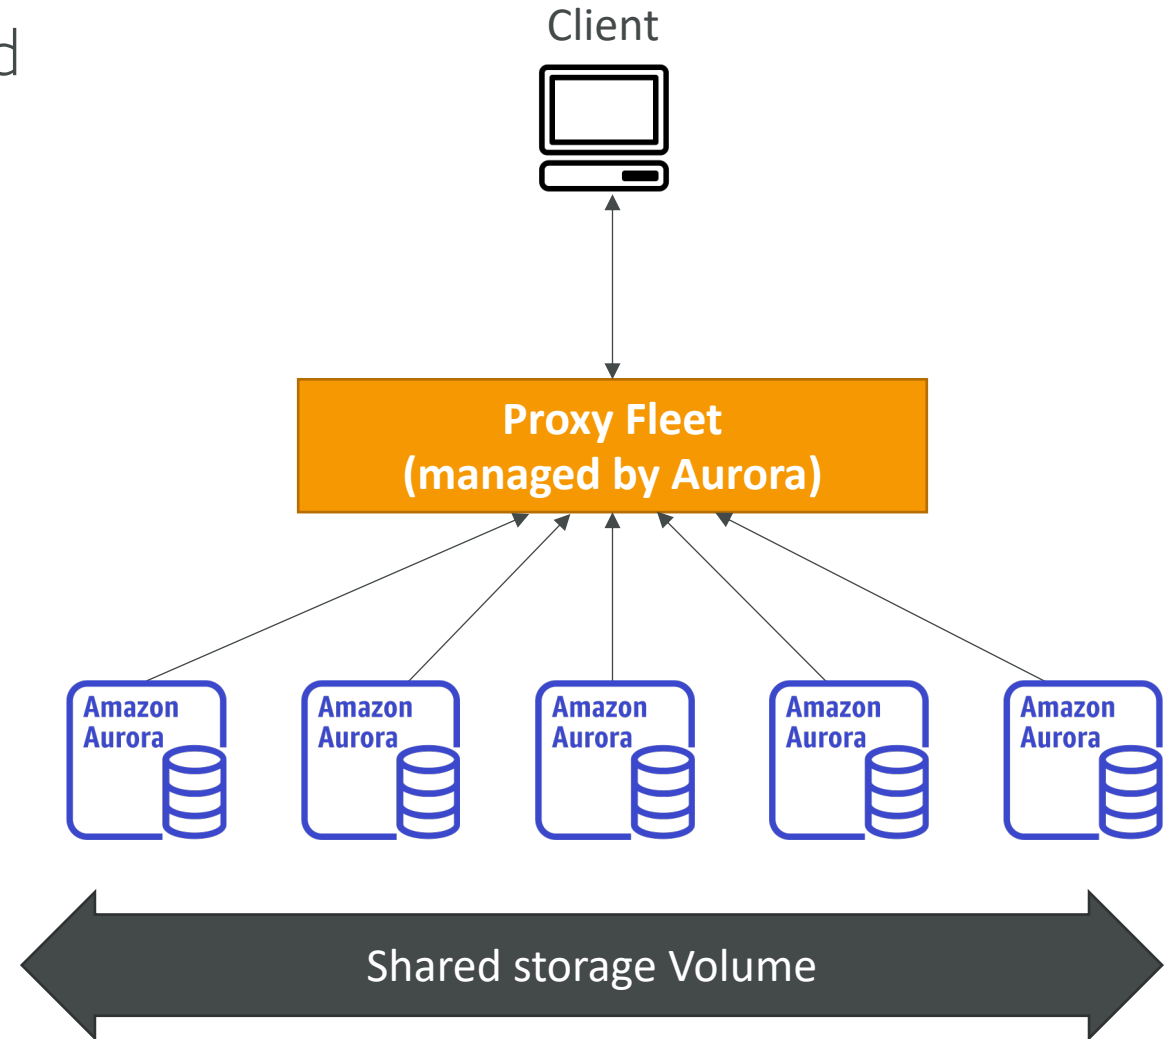 Client
Proxy Fleet
(managed by Aurora)
Amazon
Aurora
Amazon
Aurora
Amazon
Aurora
Amazon
Aurora
Amazon
Aurora
Shared storage Volume